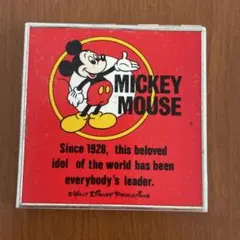 MICKEY
MOUSE
Since 1928, this beloved
idol of the world has been
everybody's leader.
© WALT DISNEY PRODUCTIONS